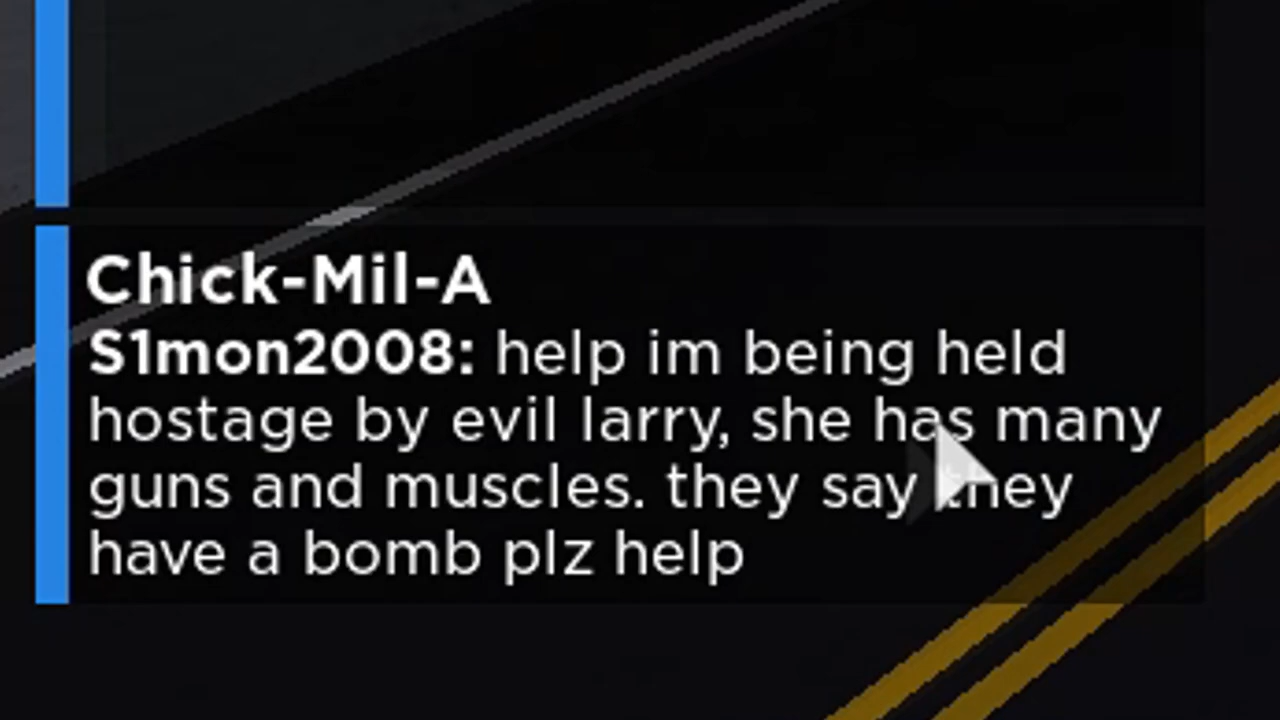 Chick-Mil-A
S1mon2008: help im being held
hostage by evil larry, she has many
guns and muscles. they say they
have a bomb plz help